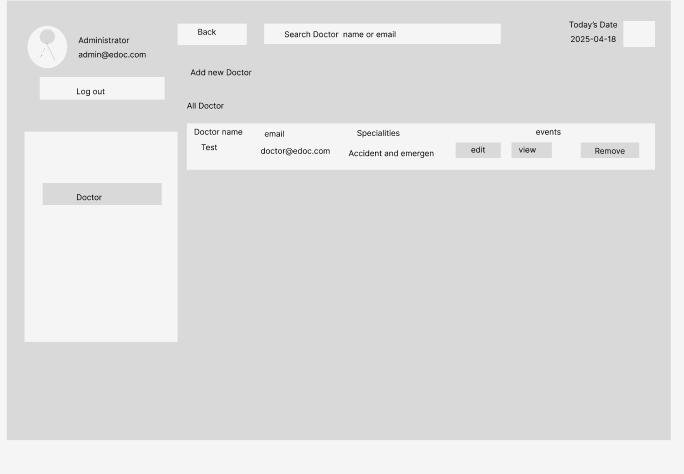 Administrator
admin@edoc.com
Log out
Doctor
Back
Search Doctor name or email
Today's Date
2025-04-18
Add new Doctor
All Doctor
Doctor name email Specialities events
Test doctor@edoc.com Accident and emergen edit view Remove